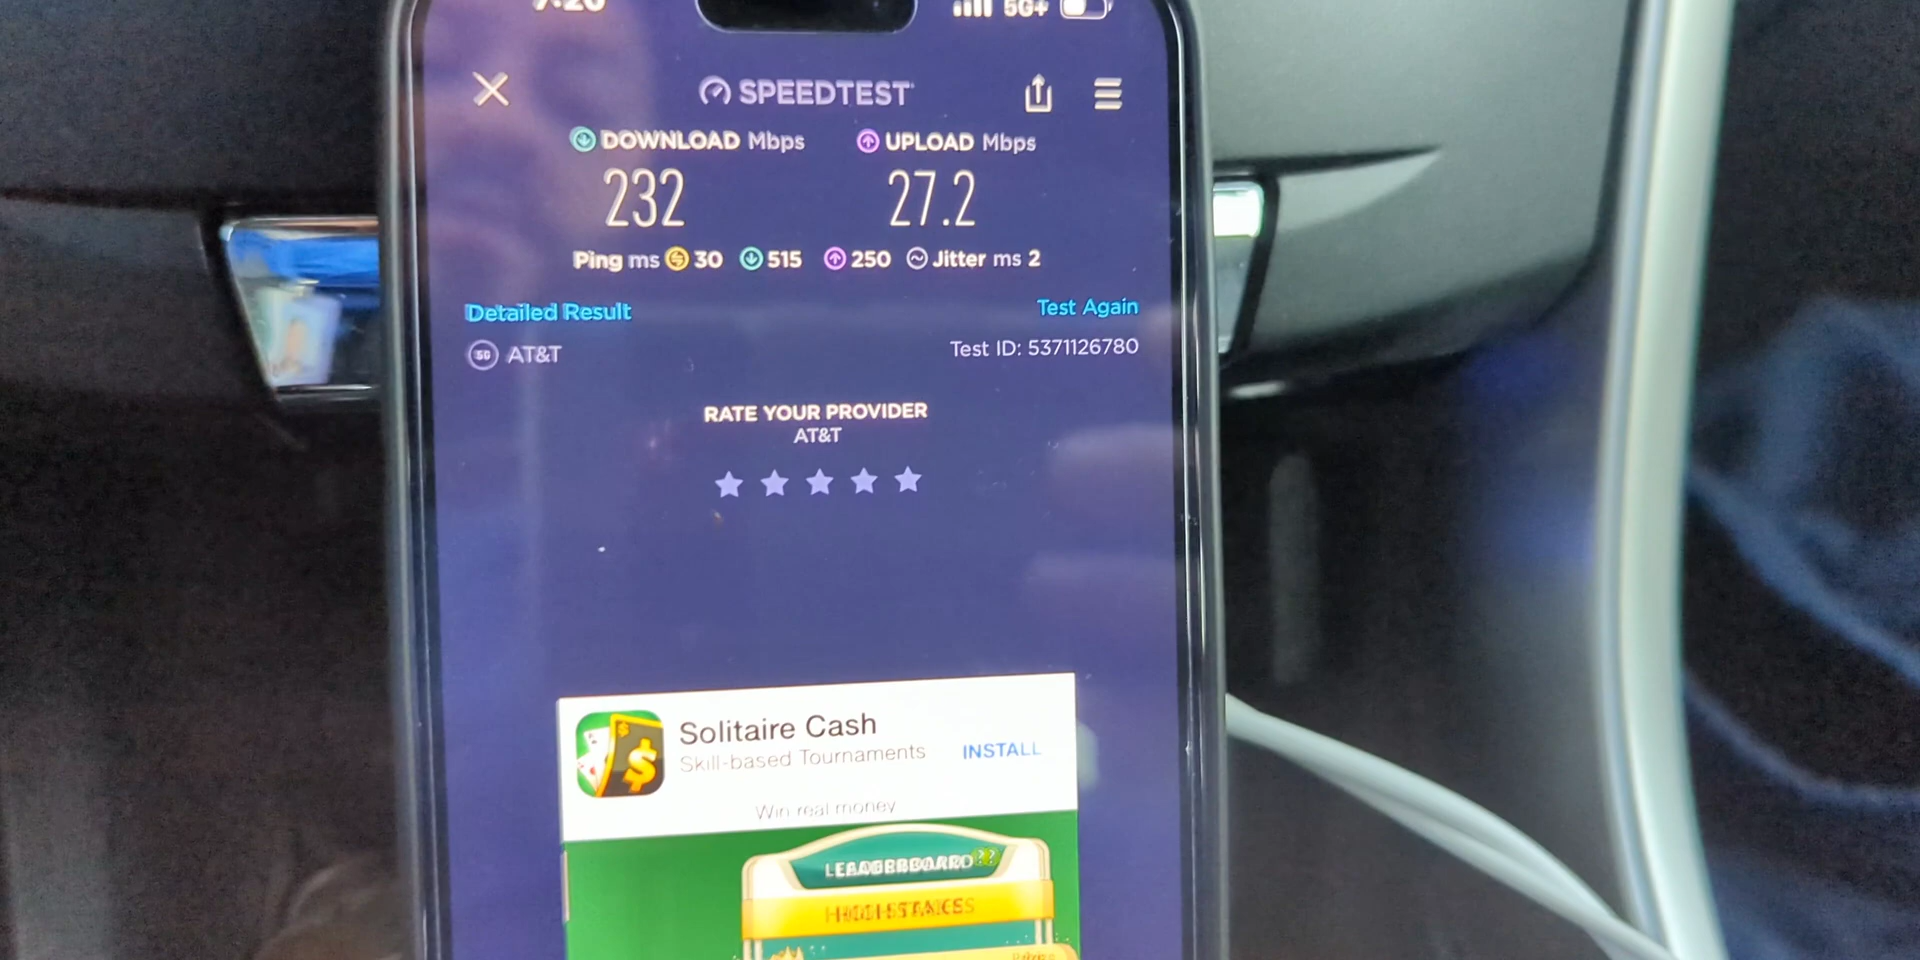 5G+
SPEEDTEST
DOWNLOAD Mbps
UPLOAD Mbps
232
27.2
Ping ms 30 515 250 Jitter ms 2
Detailed Result
Test Again
5G AT&T
Test ID: 5371126780
RATE YOUR PROVIDER
AT&T
Solitaire Cash
Skill-based Tournaments
INSTALL
Win real money
LEADERBOARD